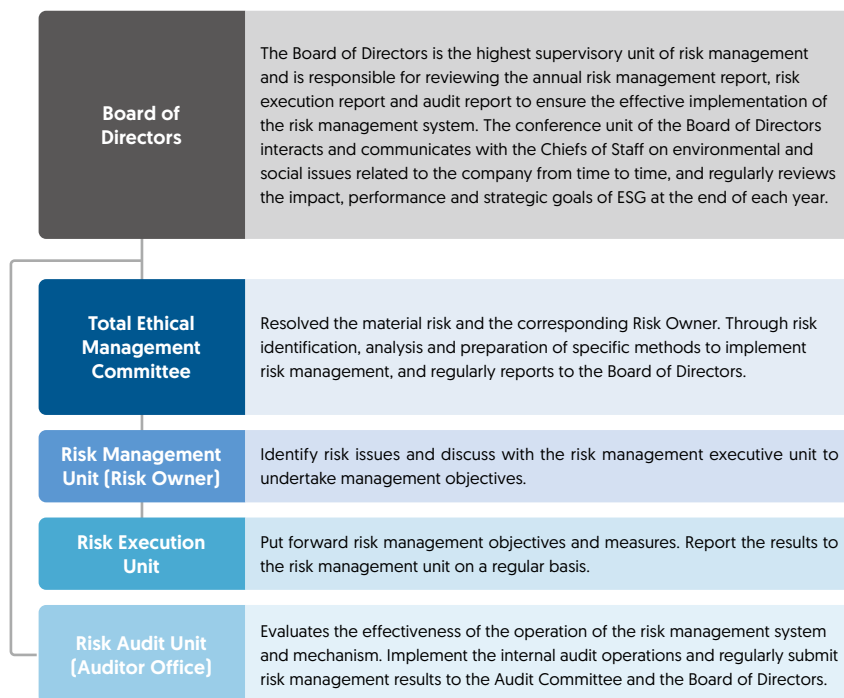 Board of
Directors
The Board of Directors is the highest supervisory unit of risk management
and is responsible for reviewing the annual risk management report, risk
execution report and audit report to ensure the effective implementation of
the risk management system. The conference unit of the Board of Directors
interacts and communicates with the Chiefs of Staff on environmental and
social issues related to the company from time to time, and regularly reviews
the impact, performance and strategic goals of ESG at the end of each year.
Total Ethical
Management
Committee
Resolved the material risk and the corresponding Risk Owner. Through risk
identification, analysis and preparation of specific methods to implement
risk management, and regularly reports to the Board of Directors.
Risk Management
Unit (Risk Owner)
Identify risk issues and discuss with the risk management executive unit to
undertake management objectives.
Risk Execution
Unit
Put forward risk management objectives and measures. Report the results to
the risk management unit on a regular basis.
Risk Audit Unit
(Auditor Office)
Evaluates the effectiveness of the operation of the risk management system
and mechanism. Implement the internal audit operations and regularly submit
risk management results to the Audit Committee and the Board of Directors.